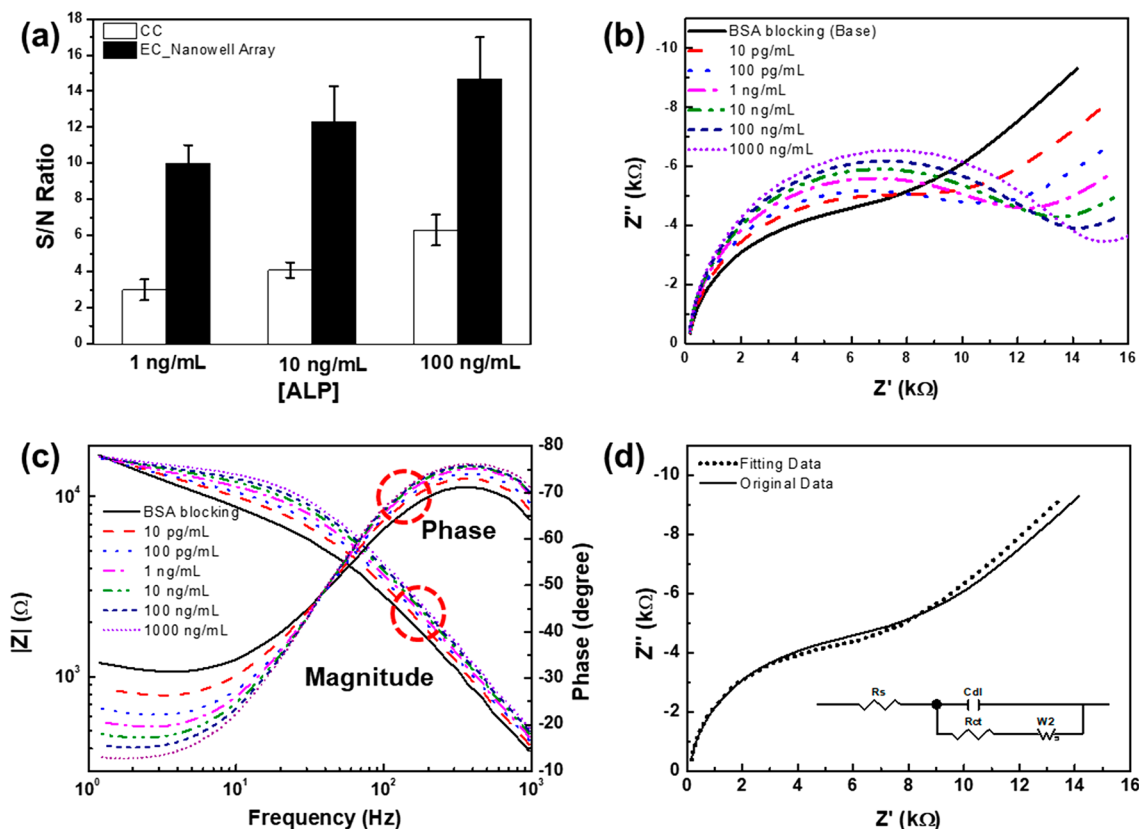 (a)
CC
EC_Nanowell Array
S/N Ratio
18
16
14
12
10
8
6
4
2
0
1 ng/mL
10 ng/mL
100 ng/mL
[ALP]
(b)
BSA blocking (Base)
10 pg/mL
100 pg/mL
1 ng/mL
10 ng/mL
100 ng/mL
1000 ng/mL
Z'' (kΩ)
-10
-8
-6
-4
-2
0
0 2 4 6 8 10 12 14 16
Z' (kΩ)
(c)
BSA blocking
10 pg/mL
100 pg/mL
1 ng/mL
10 ng/mL
100 ng/mL
1000 ng/mL
Phase
Magnitude
|Z| (Ω)
10⁴
10³
Phase (degree)
-80
-70
-60
-50
-40
-30
-20
-10
10⁰ 10¹ 10² 10³
Frequency (Hz)
(d)
Fitting Data
Original Data
Z'' (kΩ)
-10
-8
-6
-4
-2
0
Rs
Cdl
Rct
W2
s
0 2 4 6 8 10 12 14 16
Z' (kΩ)